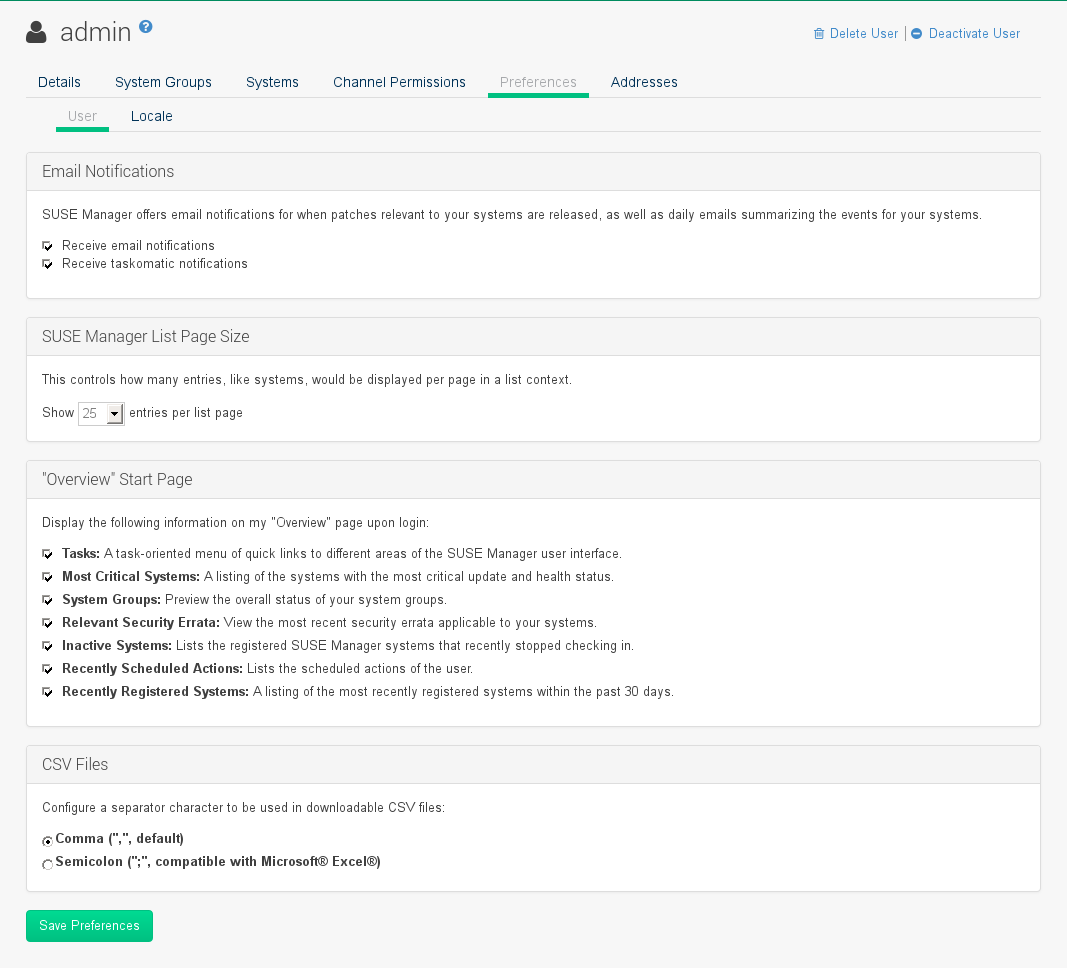 admin ?
Delete User | Deactivate User
Details System Groups Systems Channel Permissions Preferences Addresses
User Locale
Email Notifications
SUSE Manager offers email notifications for when patches relevant to your systems are released, as well as daily emails summarizing the events for your systems.
Receive email notifications
Receive taskomatic notifications
SUSE Manager List Page Size
This controls how many entries, like systems, would be displayed per page in a list context.
Show 25 entries per list page
"Overview" Start Page
Display the following information on my "Overview" page upon login:
Tasks: A task-oriented menu of quick links to different areas of the SUSE Manager user interface.
Most Critical Systems: A listing of the systems with the most critical update and health status.
System Groups: Preview the overall status of your system groups.
Relevant Security Errata: View the most recent security errata applicable to your systems.
Inactive Systems: Lists the registered SUSE Manager systems that recently stopped checking in.
Recently Scheduled Actions: Lists the scheduled actions of the user.
Recently Registered Systems: A listing of the most recently registered systems within the past 30 days.
CSV Files
Configure a separator character to be used in downloadable CSV files:
Comma (",", default)
Semicolon (";", compatible with Microsoft® Excel®)
Save Preferences